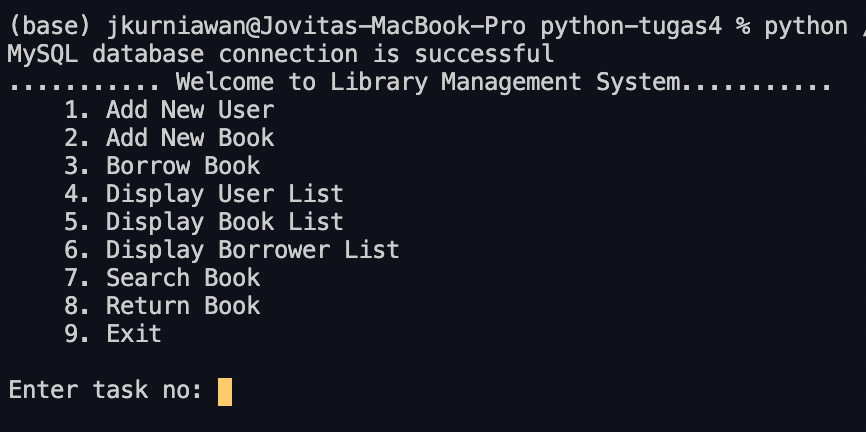 (base) jkurniawan@Jovitas-MacBook-Pro python-tugas4 % python /
MySQL database connection is successful
........... Welcome to Library Management System...........
    1. Add New User
    2. Add New Book
    3. Borrow Book
    4. Display User List
    5. Display Book List
    6. Display Borrower List
    7. Search Book
    8. Return Book
    9. Exit
Enter task no: